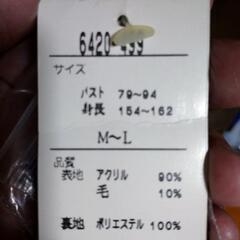 6420-499
サイズ
バスト 79~94
身長 154~162
M~L
品質
表地 アクリル 90%
毛 10%
裏地 ポリエステル 100%